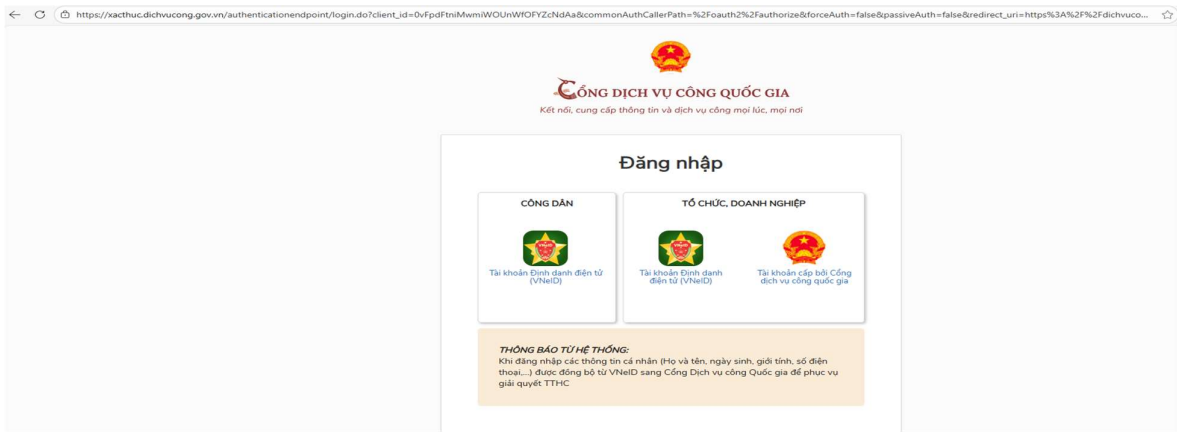 https://xacthuc.dichvucong.gov.vn/authenticationendpoint/login.do?client_id=0vFpdFtniMwmiWOUnWfOFYZcNdAa&commonAuthCallerPath=%2Foauth2%2Fauthorize&forceAuth=false&passiveAuth=false&redirect_uri=https%3A%2F%2Fdichvuco...
CỔNG DỊCH VỤ CÔNG QUỐC GIA
Kết nối, cung cấp thông tin và dịch vụ công mọi lúc, mọi nơi
Đăng nhập
CÔNG DÂN
Tài khoản Định danh điện tử
(VNeID)
TỔ CHỨC, DOANH NGHIỆP
Tài khoản Định danh
điện tử (VNeID)
Tài khoản cấp bởi Cổng
dịch vụ công quốc gia
THÔNG BÁO TỪ HỆ THỐNG:
Khi đăng nhập các thông tin cá nhân (Họ và tên, ngày sinh, giới tính, số điện
thoại,...) được đồng bộ từ VNeID sang Cổng Dịch vụ công Quốc gia để phục vụ
giải quyết TTHC